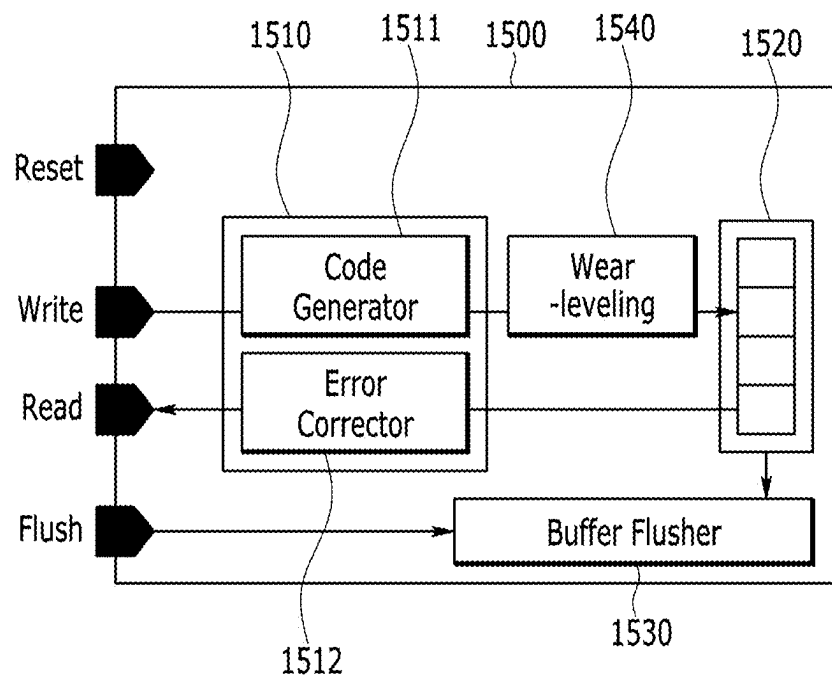 1510
1511
1500
1540
1520
Reset
Code
Generator
Wear
-leveling
Write
Error
Corrector
Read
Flush
Buffer Flusher
1512
1530